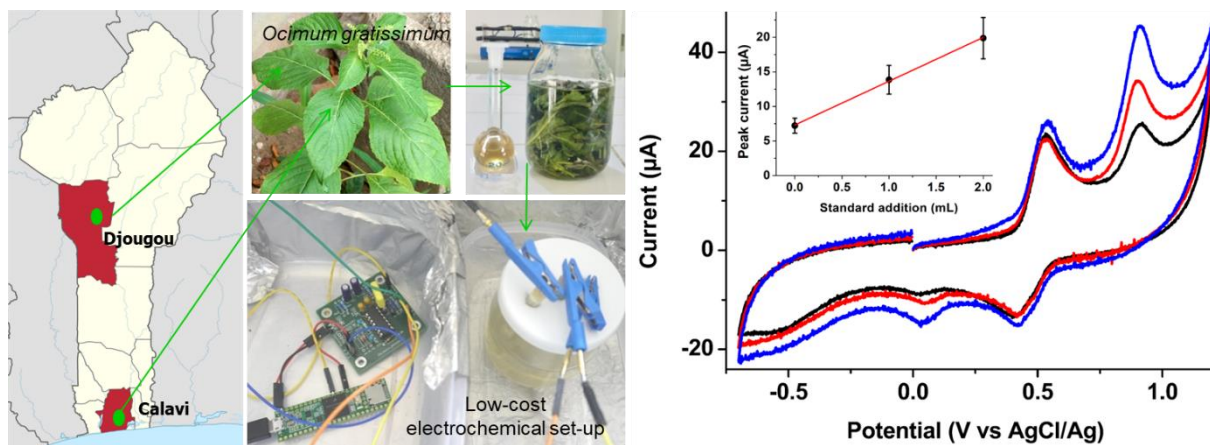 Djougou
Calavi
Ocimum gratissimum
Low-cost
electrochemical set-up
Current (µA)
40
20
0
-20
-0.5
0.0
0.5
1.0
Potential (V vs AgCl/Ag)
Peak current (µA)
20
15
10
5
0
0.0
0.5
1.0
1.5
2.0
Standard addition (mL)